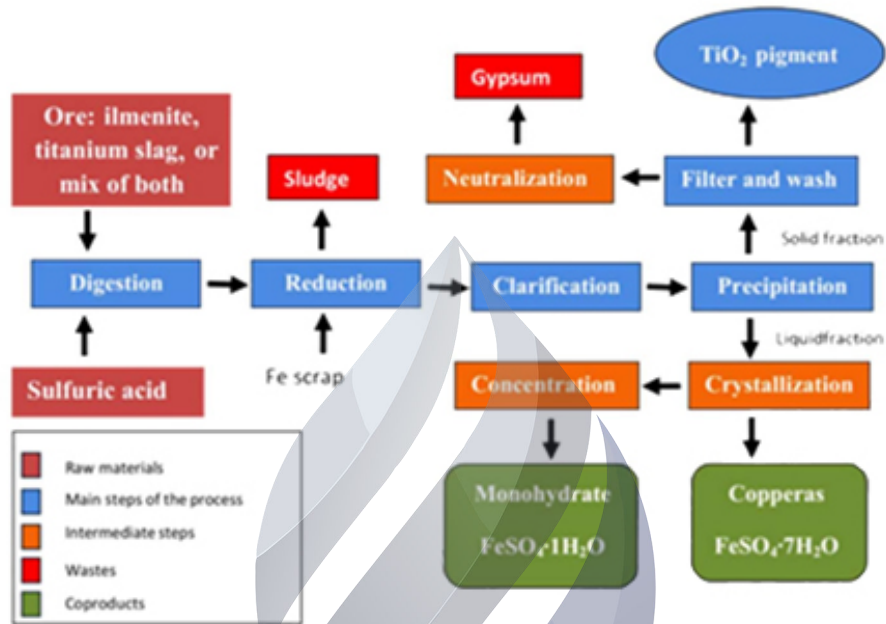 Ore: ilmenite,
titanium slag, or
mix of both
Sludge
Gypsum
TiO₂ pigment
Neutralization
Filter and wash
Solid fraction
Digestion
Reduction
Clarification
Precipitation
Liquidfraction
Sulfuric acid
Fe scrap
Concentration
Crystallization
Monohydrate
FeSO₄·1H₂O
Copperas
FeSO₄·7H₂O
Raw materials
Main steps of the process
Intermediate steps
Wastes
Coproducts